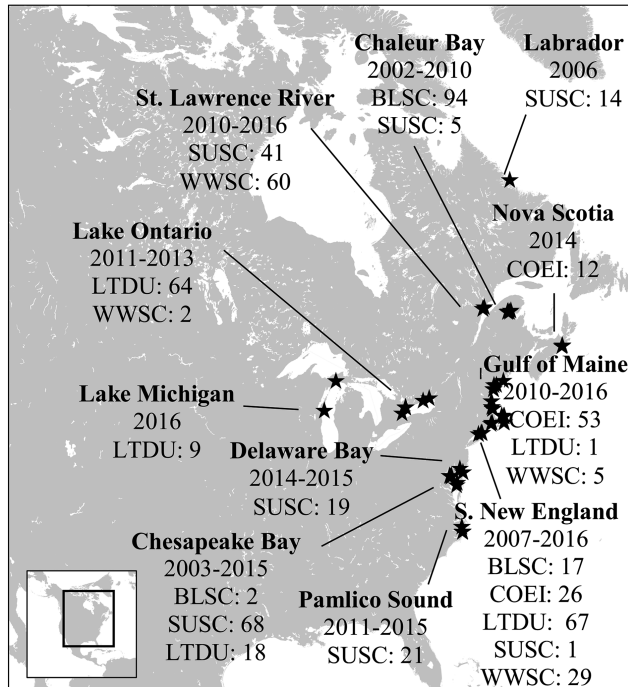 Chaleur Bay
2002-2010
BLSC: 94
SUSC: 5
Labrador
2006
SUSC: 14
St. Lawrence River
2010-2016
SUSC: 41
WWSC: 60
Nova Scotia
2014
COEI: 12
Lake Ontario
2011-2013
LTDU: 64
WWSC: 2
Gulf of Maine
2010-2016
COEI: 53
LTDU: 1
WWSC: 5
Lake Michigan
2016
LTDU: 9
Delaware Bay
2014-2015
SUSC: 19
S. New England
2007-2016
BLSC: 17
COEI: 26
LTDU: 67
SUSC: 1
WWSC: 29
Chesapeake Bay
2003-2015
BLSC: 2
SUSC: 68
LTDU: 18
Pamlico Sound
2011-2015
SUSC: 21